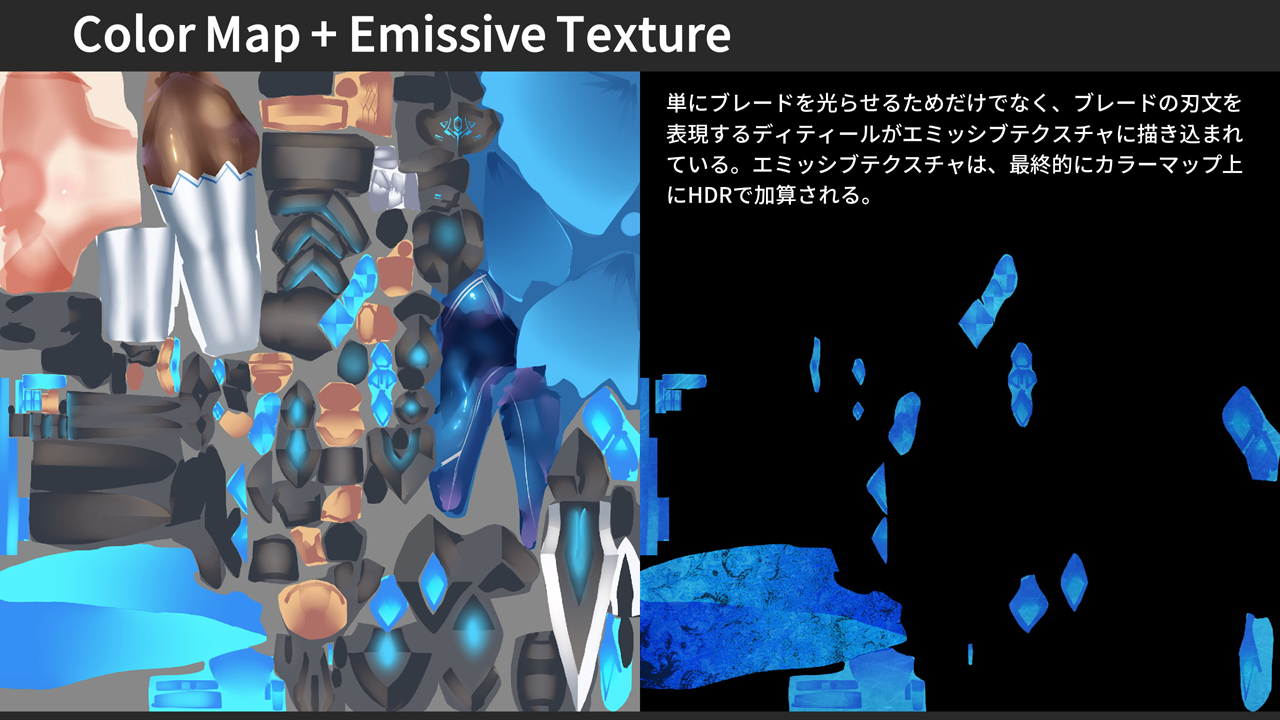 Color Map + Emissive Texture
単にブレードを光らせるためだけでなく、ブレードの刃文を
表現するディティールがエミッシブテクスチャに描き込まれ
ている。エミッシブテクスチャは、最終的にカラーマップ上
にHDRで加算される。